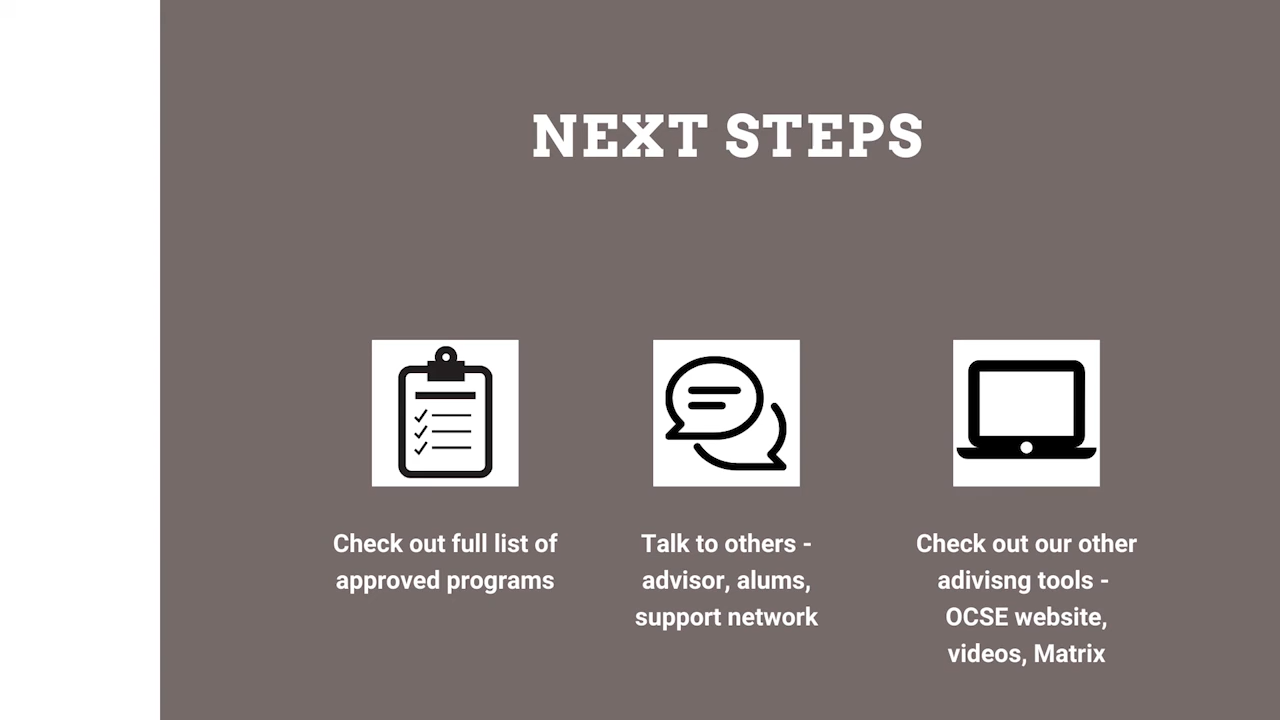 NEXT STEPS
Check out full list of
approved programs
Talk to others -
advisor, alums,
support network
Check out our other
adivisng tools -
OCSE website,
videos, Matrix